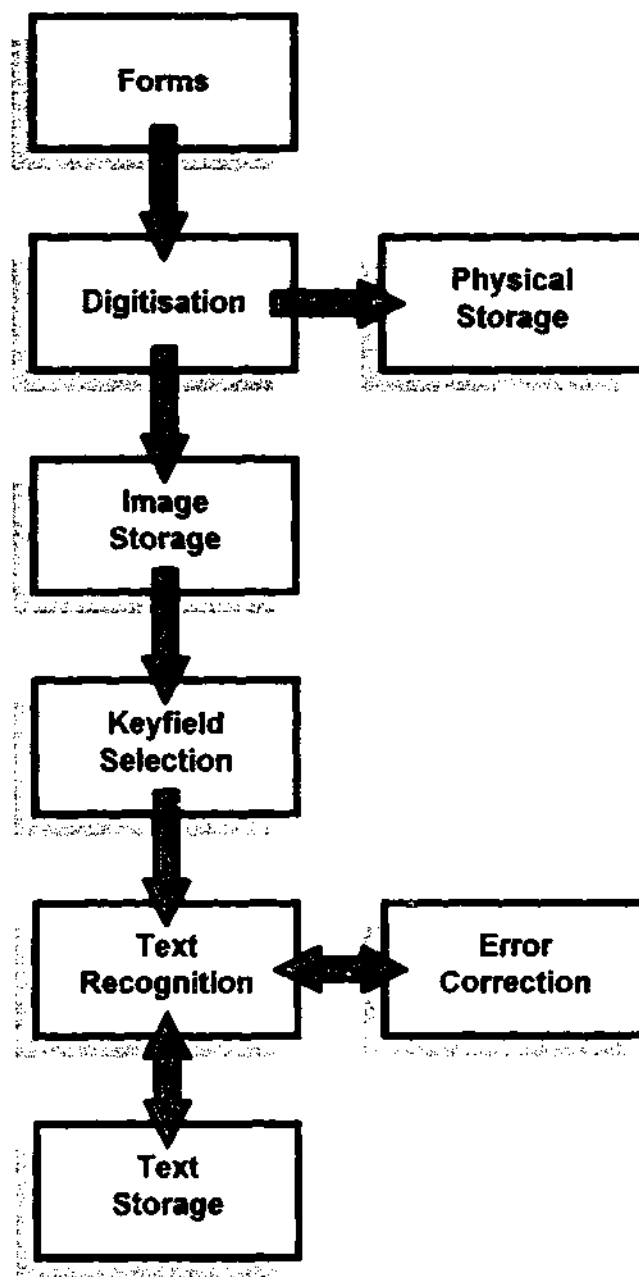 Forms
Digitisation
Physical
Storage
Image
Storage
Keyfield
Selection
Text
Recognition
Error
Correction
Text
Storage